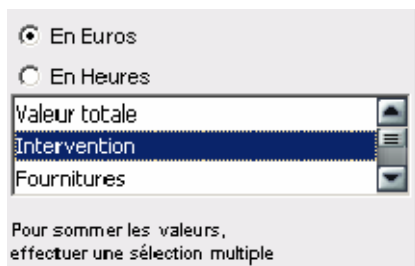 En Euros
En Heures
Valeur totale
Intervention
Fournitures
Pour sommer les valeurs,
effectuer une sélection multiple